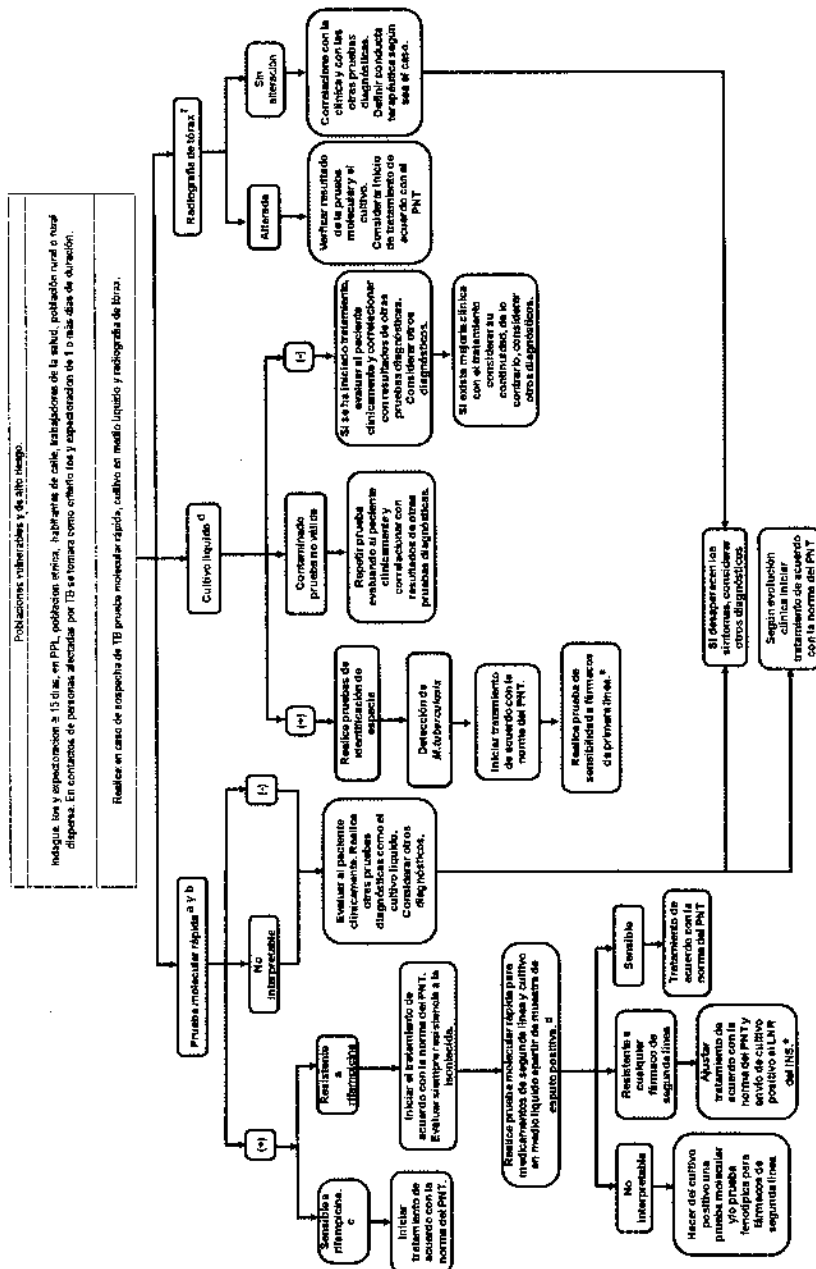 Poblaciones vulnerables y de alto riesgo.
Indague: tos y expectoracion ≥ 15 dias, en PPL, poblacion etnica, habitantes de calle, trabajadores de la salud, población rural o rural
dispersa. En contactos de personas afectadas por TB se tomara como criterio tos y expectoracion de 1 o más dias de duración.
Realice en caso de sospecha de TB prueba molecular rápida, cultivo en medio liquido y radiografia de tórax.
Prueba molecular rápida a y b
(+)
Sensible a
rifampicina.
c
Iniciar
tratamiento de
acuerdo con la
norma del PNT.
Resistente
a
rifampicina
Iniciar el tratamiento de
acuerdo con la norma del PNT.
Evaluar siempre resistencia a la
isoniacida.
Realice prueba molecular rápida para
medicamentos de segunda línea y cultivo
en medio líquido a partir de muestra de
esputo positiva. d
No
interpretable
Hacer del cultivo
positivo una
prueba molecular
y/o prueba
fenotípica para
fármacos de
segunda línea
Resistente a
cualquier
fármaco de
segunda línea
Ajustar
tratamiento de
acuerdo con la
norma del PNT y
envío de cultivo
positivo al LNR
del INS. e
Sensible
Tratamiento de
acuerdo con la
norma del PNT
No
interpretable
(-)
Evaluar al paciente
clínicamente. Realice
otras pruebas
diagnósticas como el
cultivo líquido.
Considerar otros
diagnósticos.
Cultivo líquido d
(+)
Realice pruebas de
identificación de
especie
Detección de
M.tuberculosis
Iniciar tratamiento
de acuerdo con la
norma del PNT.
Realice prueba de
sensibilidad a fármacos
de primera línea. e
Contaminado
prueba no válida
Repetir prueba
evaluando al paciente
clínicamente y
correlacionar con
resultados de otras
pruebas diagnósticas.
(-)
Si se ha iniciado tratamiento,
evaluar al paciente
clínicamente y correlacionar
con resultados de otras
pruebas diagnósticas.
Considerar otros
diagnósticos.
Si existe mejoría clínica
con el tratamiento
considerar su
continuidad, de lo
contrario, considerar
otros diagnósticos.
Radiografía de tórax f
Alterada
Verificar resultado
de la prueba
molecular y el
cultivo.
Considerar inicio
de tratamiento de
acuerdo con el
PNT
Sin
alteración
Correlacione con la
clínica y con las
otras pruebas
diagnósticas.
Definir conducta
terapéutica según
sea el caso.
Si desaparecen los
síntomas, considerar
otros diagnósticos
Según evolución
clínica iniciar
tratamiento de acuerdo
con la norma del PNT